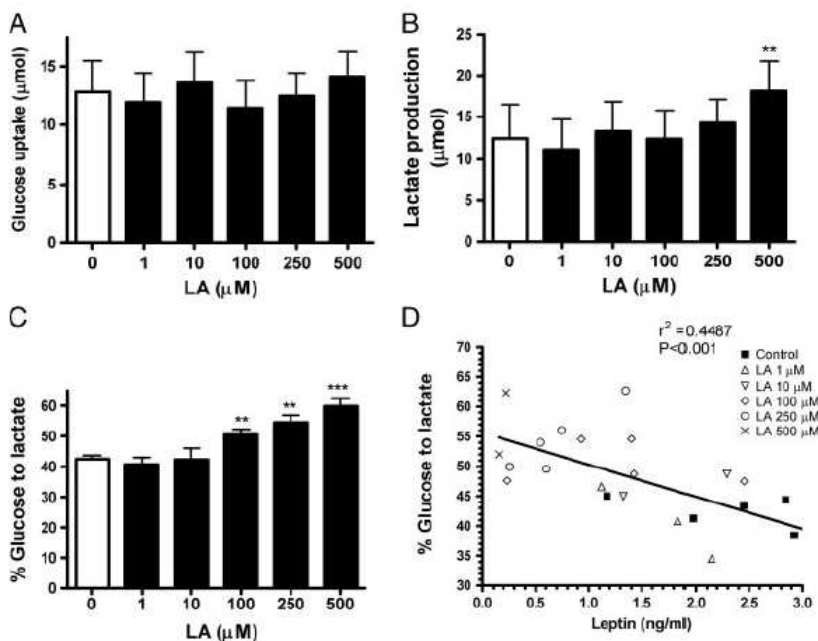 A
Glucose uptake (μmol)
15
10
5
0
0 1 10 100 250 500
LA (μM)
B
Lactate production
(μmol)
25
20
15
10
5
0
**
0 1 10 100 250 500
LA (μM)
C
% Glucose to lactate
60
50
40
30
20
10
0
** ** ***
0 1 10 100 250 500
LA (μM)
D
r² =0.4487
P<0.001
Control
LA 1 μM
LA 10 μM
LA 100 μM
LA 250 μM
LA 500 μM
% Glucose to lactate
70
65
60
55
50
45
40
35
30
0.0 0.5 1.0 1.5 2.0 2.5 3.0
Leptin (ng/ml)